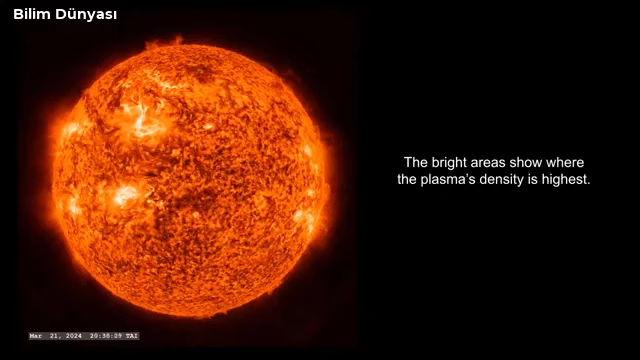 Bilim Dünyası
The bright areas show where
the plasma's density is highest.
Mar 21, 2024 20:38:09 TAI